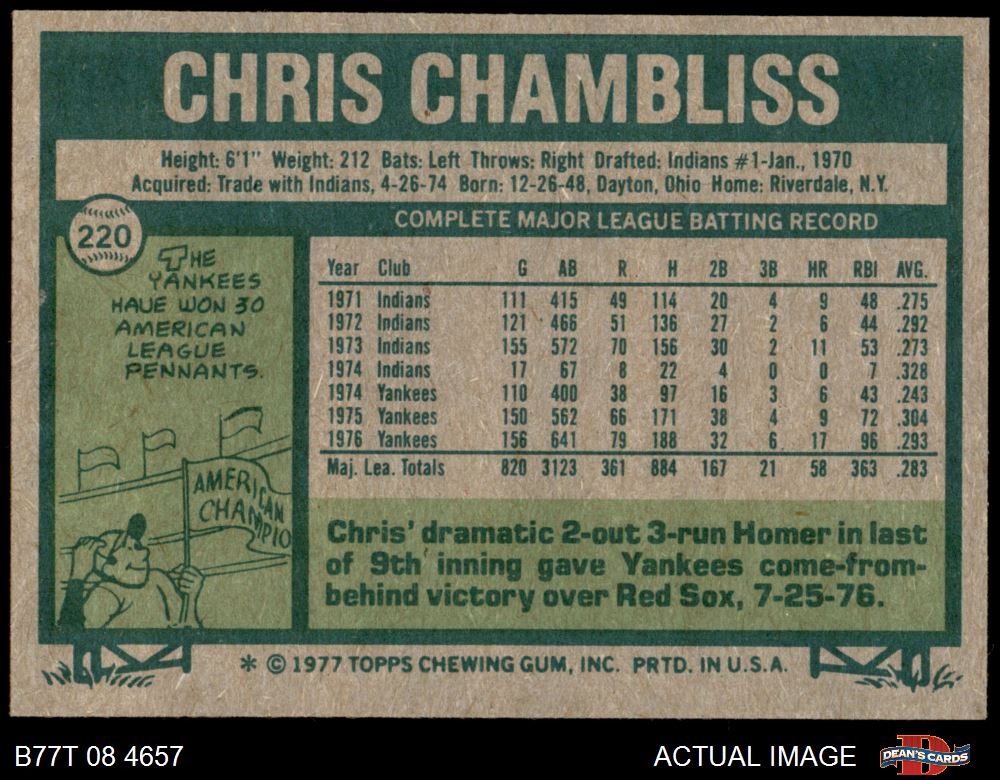 CHRIS CHAMBLISS
Height: 6'1" Weight: 212 Bats: Left Throws: Right Drafted: Indians #1-Jan., 1970
Acquired: Trade with Indians, 4-26-74 Born: 12-26-48, Dayton, Ohio Home: Riverdale, N.Y.
220
THE
YANKEES
HAVE WON 30
AMERICAN
LEAGUE
PENNANTS.
AMERICAN
CHAMPIO
COMPLETE MAJOR LEAGUE BATTING RECORD
Year Club G AB R H 2B 3B HR RBI AVG.
1971 Indians 111 415 49 114 20 4 9 48 .275
1972 Indians 121 466 51 136 27 2 6 44 .292
1973 Indians 155 572 70 156 30 2 11 53 .273
1974 Indians 17 67 8 22 4 0 0 7 .328
1974 Yankees 110 400 38 97 16 3 6 43 .243
1975 Yankees 150 562 66 171 38 4 9 72 .304
1976 Yankees 156 641 79 188 32 6 17 96 .293
Maj. Lea. Totals 820 3123 361 884 167 21 58 363 .283
Chris' dramatic 2-out 3-run Homer in last
of 9th inning gave Yankees come-from-
behind victory over Red Sox, 7-25-76.
* © 1977 TOPPS CHEWING GUM, INC. PRTD. IN U.S.A.
B77T 08 4657
ACTUAL IMAGE
D
DEAN'S CARDS